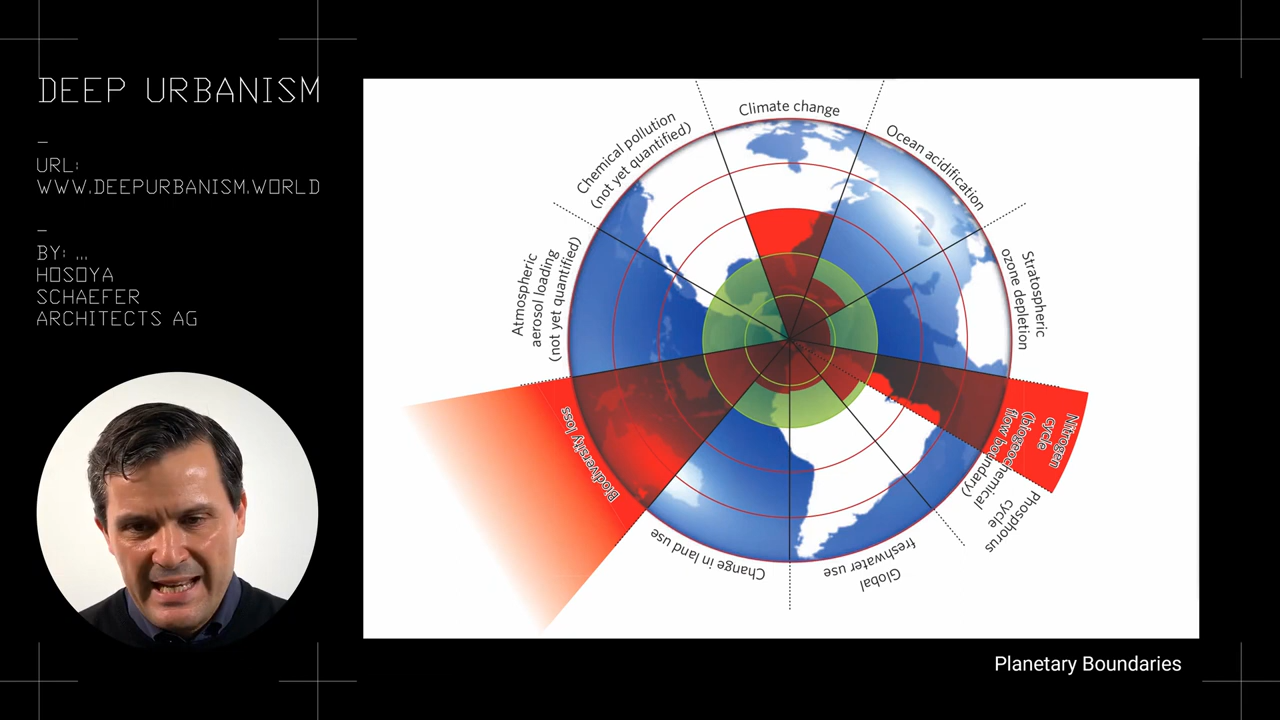 DEEP URBANISM
–
URL:
WWW.DEEPURBANISM.WORLD
–
BY: ...
HOSOYA
SCHAEFER
ARCHITECTS AG
Climate change
Ocean acidification
Stratospheric
ozone depletion
Nitrogen
cycle
(biogeochemical
flow boundary)
Phosphorus
cycle
Global
freshwater use
Change in land use
Biodiversity loss
Atmospheric
aerosol loading
(not yet quantified)
Chemical pollution
(not yet quantified)
Planetary Boundaries